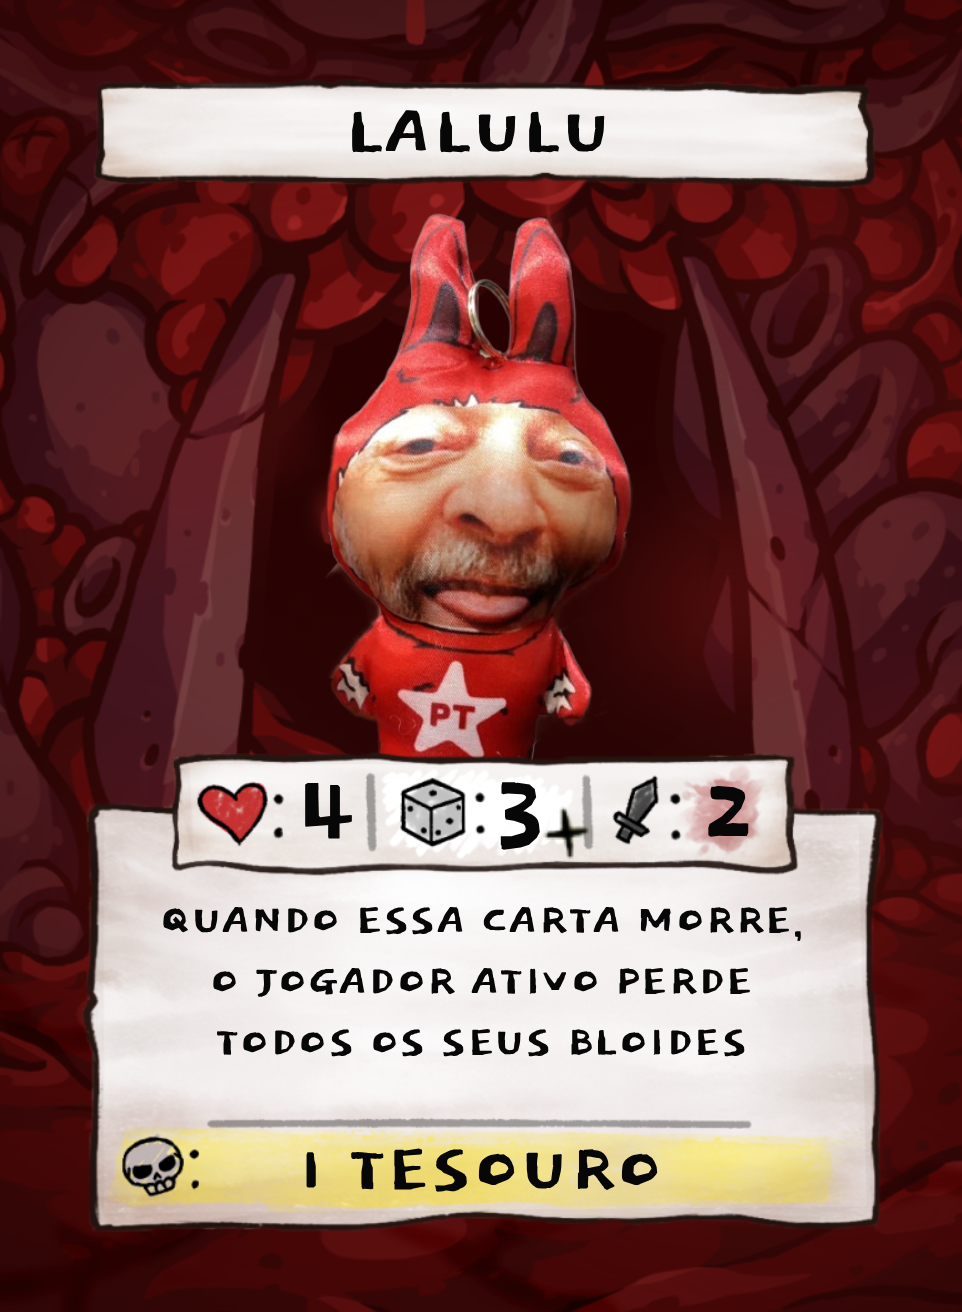 LALULU
PT
: 4 | : 3+ | : 2
QUANDO ESSA CARTA MORRE,
O JOGADOR ATIVO PERDE
TODOS OS SEUS BLOIDES
: 1 TESOURO